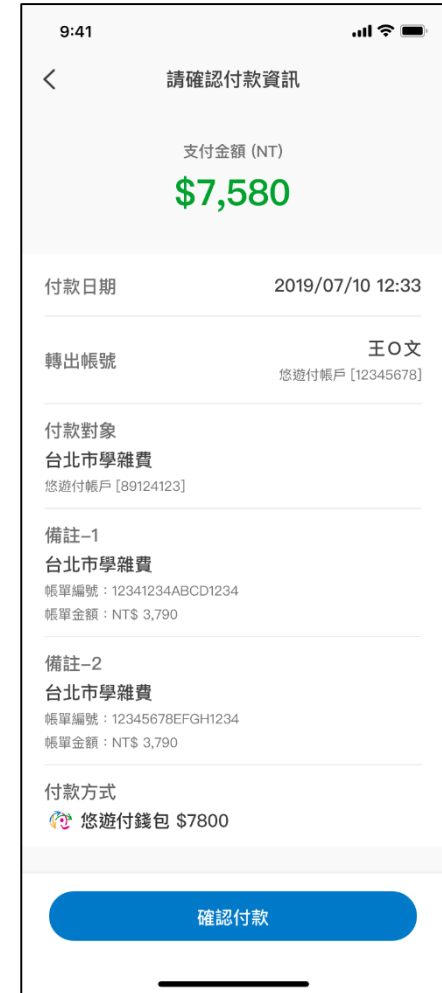 9:41
請確認付款資訊
支付金額 (NT)
$7,580
付款日期 2019/07/10 12:33
轉出帳號 王O文
悠遊付帳戶 [12345678]
付款對象
台北市學雜費
悠遊付帳戶 [89124123]
備註–1
台北市學雜費
帳單編號：12341234ABCD1234
帳單金額：NT$ 3,790
備註–2
台北市學雜費
帳單編號：12345678EFGH1234
帳單金額：NT$ 3,790
付款方式
悠遊付錢包 $7800
確認付款